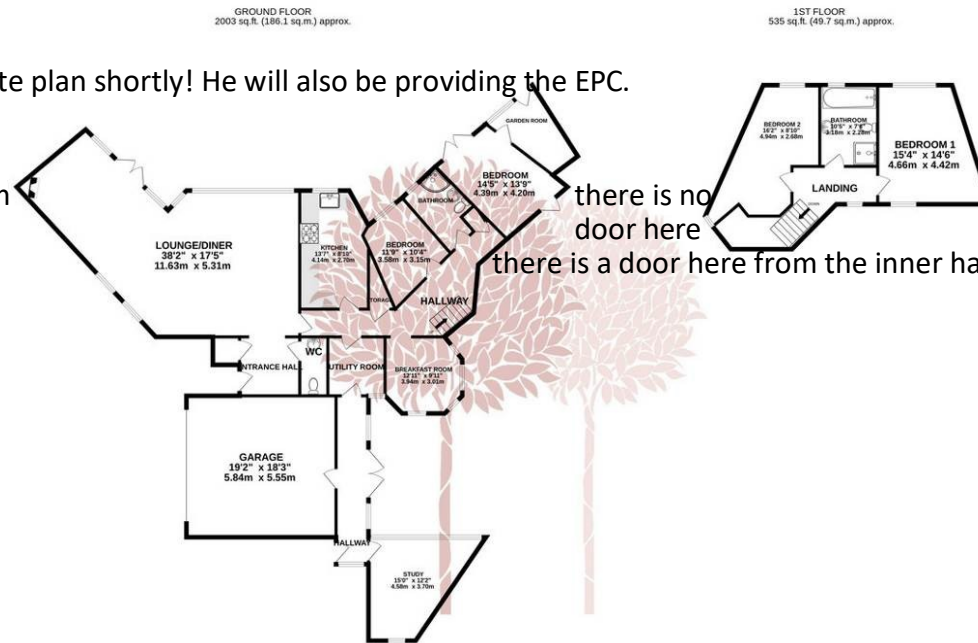 GROUND FLOOR
2003 sq.ft. (186.1 sq.m.) approx.
1ST FLOOR
535 sq.ft. (49.7 sq.m.) approx.
te plan shortly! He will also be providing the EPC.
GARDEN ROOM
BEDROOM
14'5" x 13'9"
4.39m x 4.20m
BATHROOM
there is no
door here
there is a door here from the inner ha
LOUNGE/DINER
38'2" x 17'5"
11.63m x 5.31m
KITCHEN
13'7" x 8'10"
4.14m x 2.70m
BEDROOM
11'9" x 10'4"
3.58m x 3.15m
STORAGE
HALLWAY
WC
ENTRANCE HALL
UTILITY ROOM
BREAKFAST ROOM
12'11" x 9'11"
3.94m x 3.01m
GARAGE
19'2" x 18'3"
5.84m x 5.55m
HALLWAY
STUDY
15'0" x 12'2"
4.58m x 3.70m
BEDROOM 2
16'2" x 8'10"
4.94m x 2.68m
BATHROOM
10'5" x 7'6"
3.18m x 2.28m
BEDROOM 1
15'4" x 14'6"
4.66m x 4.42m
LANDING
DOWN